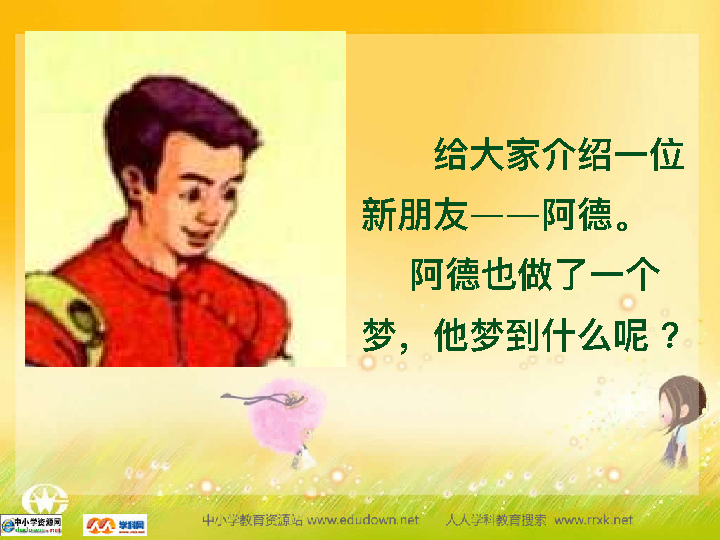 给大家介绍一位
新朋友——阿德。
阿德也做了一个
梦，他梦到什么呢？
中小学资源网
学科网
中小学教育资源站 www.edudown.net 人人学科教育搜索 www.rrxk.net